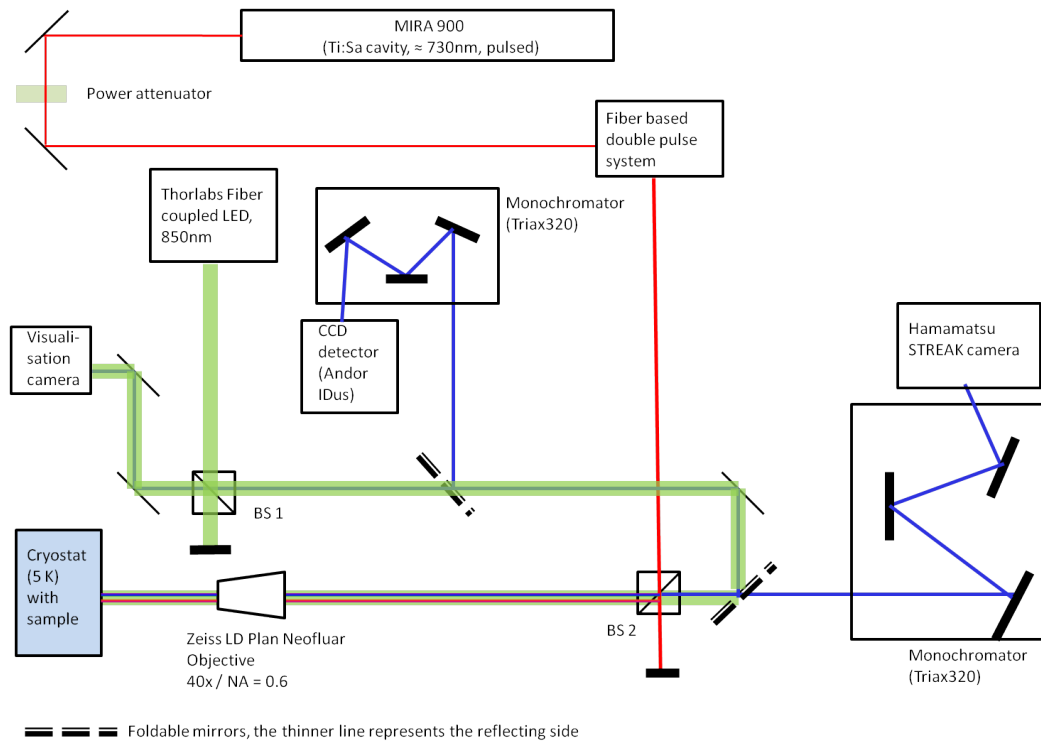 MIRA 900
(Ti:Sa cavity, ≈ 730nm, pulsed)
Power attenuator
Fiber based
double pulse
system
Thorlabs Fiber
coupled LED,
850nm
Monochromator
(Triax320)
CCD
detector
(Andor
IDus)
Visuali-
sation
camera
Hamamatsu
STREAK camera
BS 1
Cryostat
(5 K)
with
sample
BS 2
Zeiss LD Plan Neofluar
Objective
40x / NA = 0.6
Monochromator
(Triax320)
Foldable mirrors, the thinner line represents the reflecting side